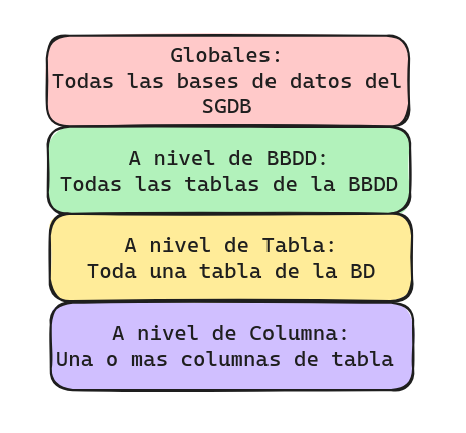 Globales:
Todas las bases de datos del
SGDB
A nivel de BBDD:
Todas las tablas de la BBDD
A nivel de Tabla:
Toda una tabla de la BD
A nivel de Columna:
Una o mas columnas de tabla